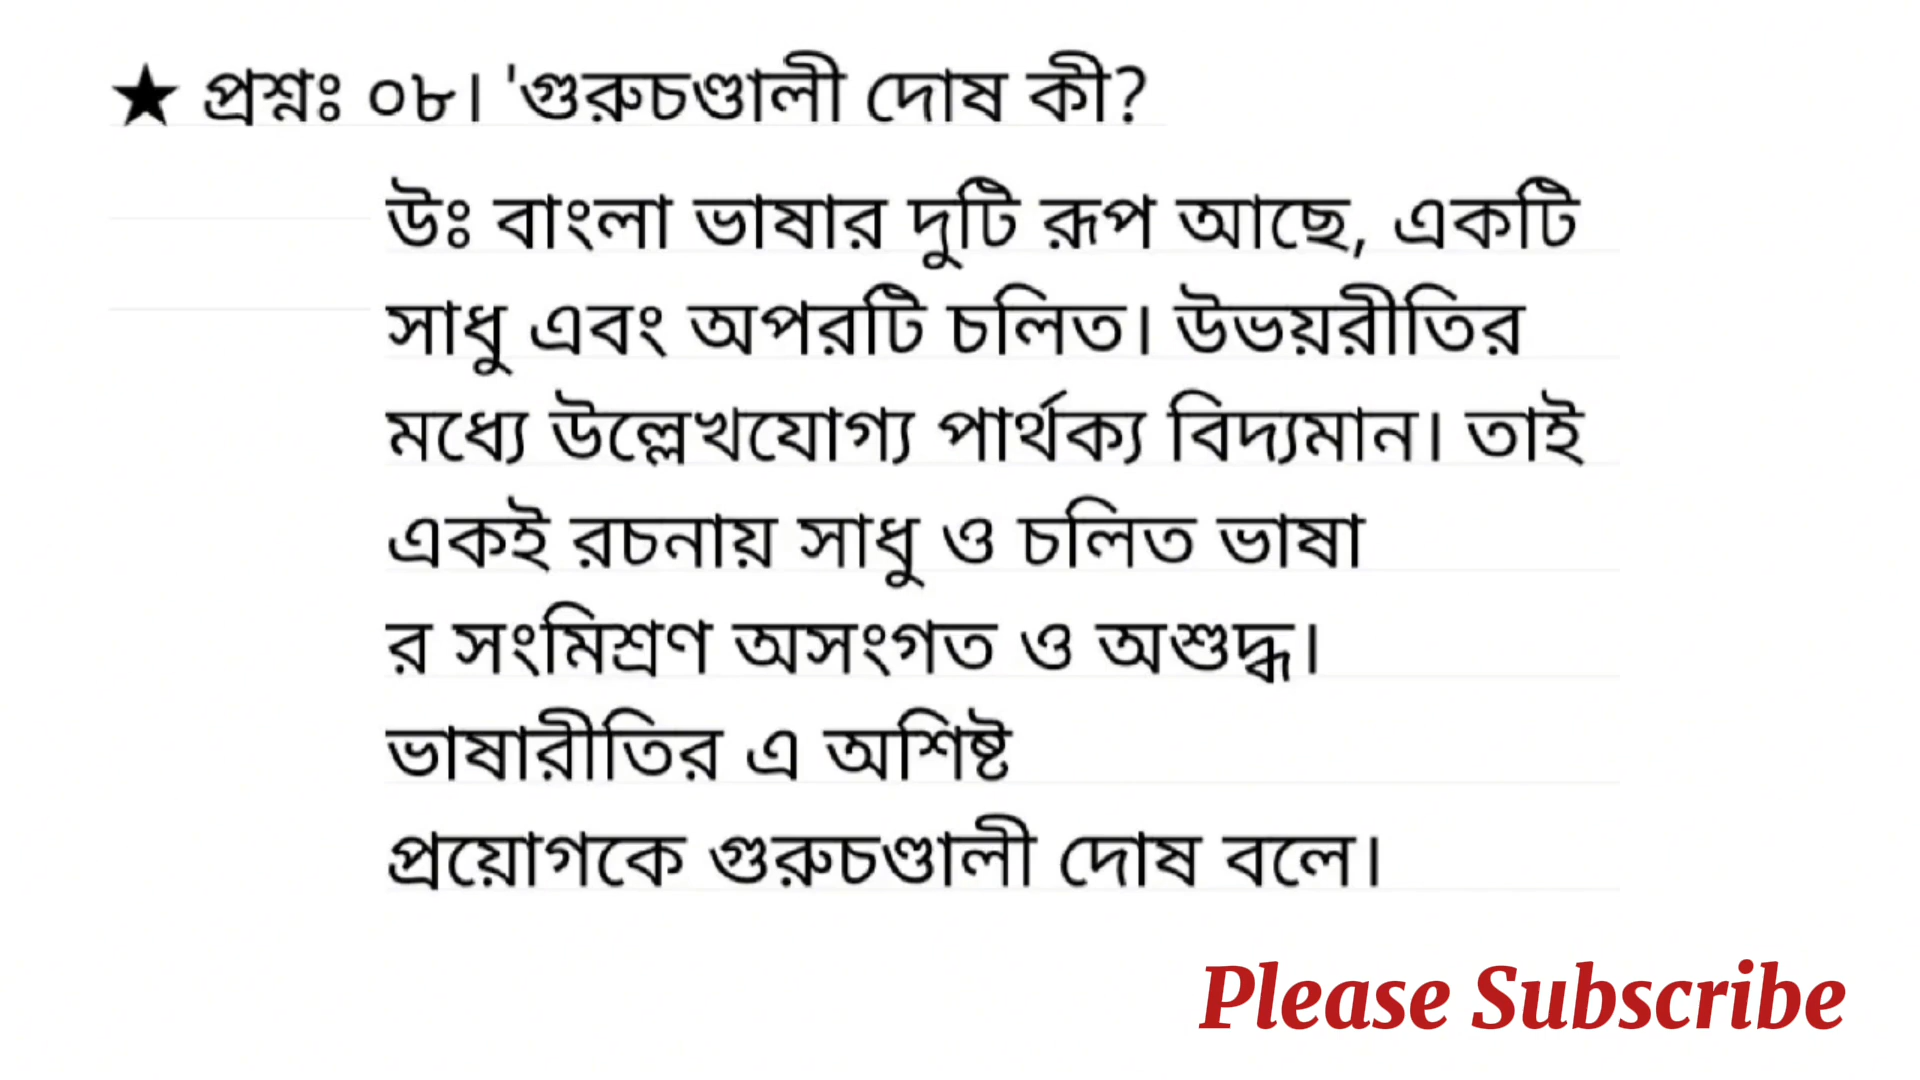 ★ প্রশ্নঃ ০৮। 'গুরুচণ্ডালী দোষ কী?
উঃ বাংলা ভাষার দুটি রূপ আছে, একটি
সাধু এবং অপরটি চলিত। উভয়রীতির
মধ্যে উল্লেখযোগ্য পার্থক্য বিদ্যমান। তাই
একই রচনায় সাধু ও চলিত ভাষা
র সংমিশ্রণ অসংগত ও অশুদ্ধ।
ভাষারীতির এ অশিষ্ট
প্রয়োগকে গুরুচণ্ডালী দোষ বলে।
Please Subscribe